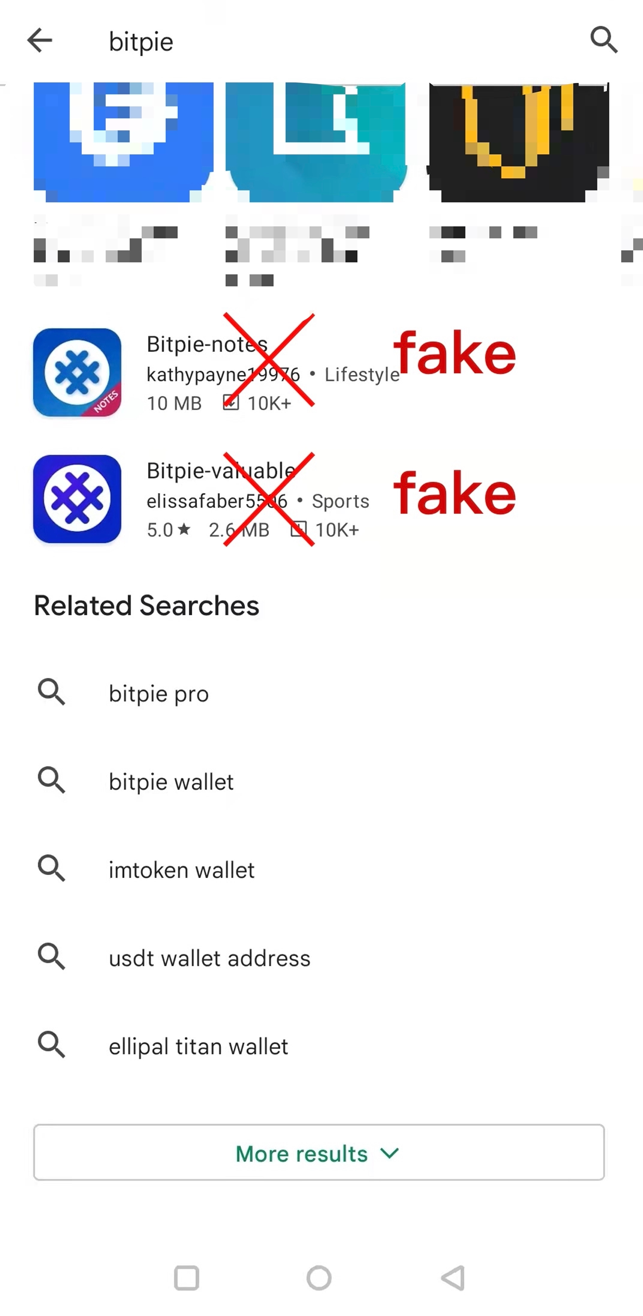 bitpie
Bitpie-notes
fake
kathypayne19976 • Lifestyle
NOTES
10 MB 10K+
Bitpie-valuable
fake
• Sports
5.0★ 2.6 MB 10K+
Related Searches
bitpie pro
bitpie wallet
imtoken wallet
usdt wallet address
ellipal titan wallet
More results